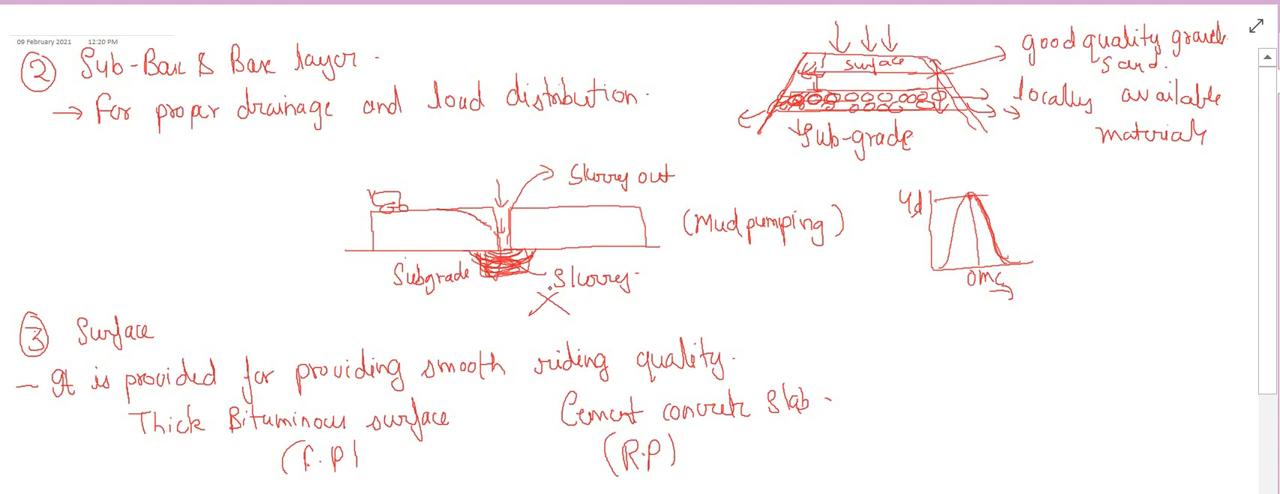 09 February 2021 12:20 PM
② Sub-Base & Base layer.
→ For proper drainage and load distribution.
surface
good quality gravel
sand.
locally available
materials
Sub-grade
Slurry out
(Mud pumping)
γd
OMC
Subgrade
Slurry
③ Surface
- It is provided for providing smooth riding quality.
Thick Bituminous surface
Cement concrete slab.
(F.P)
(R.P)